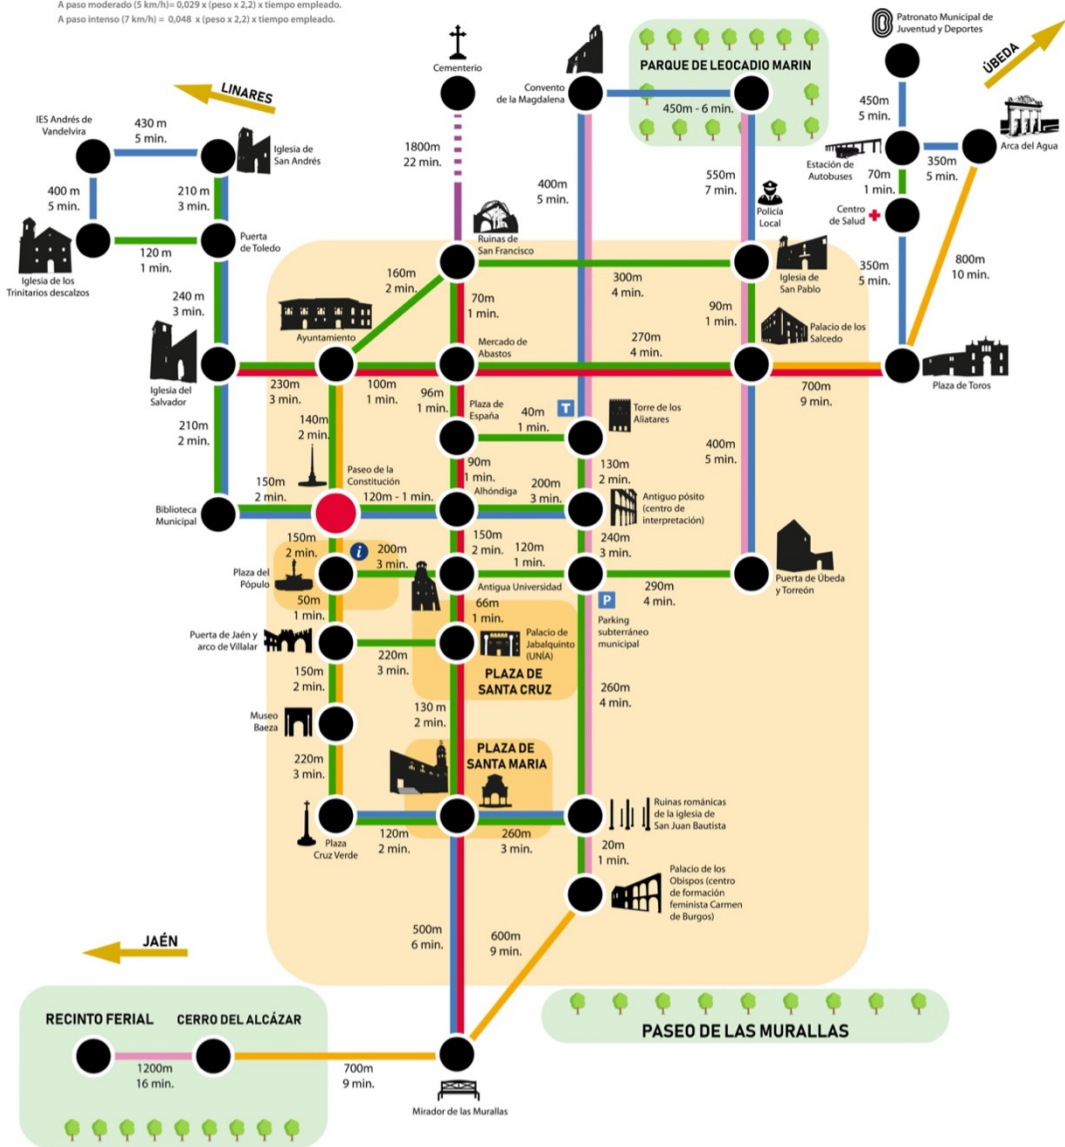 A paso moderado (5 km/h)= 0,029 x (peso x 2,2) x tiempo empleado.
A paso intenso (7 km/h) = 0,048 x (peso x 2,2) x tiempo empleado.
Patronato Municipal de
Juventud y Deportes
ÚBEDA
Cementerio
Convento
de la Magdalena
PARQUE DE LEOCADIO MARIN
450m - 6 min.
LINARES
IES Andrés de
Vandelvira
430 m
5 min.
Iglesia de
San Andrés
450m
5 min.
Arca del Agua
Estación de
Autobuses
350m
5 min.
70m
1 min.
Centro
de Salud
1800m
22 min.
400m
5 min.
550m
7 min.
Policía
Local
400 m
5 min.
210 m
3 min.
Puerta
de Toledo
Iglesia de los
Trinitarios descalzos
120 m
1 min.
Ruinas de
San Francisco
Iglesia de
San Pablo
350m
5 min.
800m
10 min.
160m
2 min.
300m
4 min.
240 m
3 min.
70m
1 min.
90m
1 min.
Ayuntamiento
Mercado de
Abastos
270m
4 min.
Palacio de los
Salcedo
Iglesia del
Salvador
230m
3 min.
100m
1 min.
700m
9 min.
Plaza de Toros
96m
1 min.
210m
2 min.
140m
2 min.
Plaza de
España
40m
1 min.
T
Torre de los
Aliatares
400m
5 min.
90m
1 min.
130m
2 min.
Paseo de la
Constitución
150m
2 min.
120m - 1 min.
Alhóndiga
200m
3 min.
Antiguo pósito
(centro de
interpretación)
Biblioteca
Municipal
150m
2 min.
i
200m
3 min.
150m
2 min.
120m
1 min.
240m
3 min.
Plaza del
Pópulo
Antigua Universidad
290m
4 min.
Puerta de Úbeda
y Torreón
50m
1 min.
66m
1 min.
P
Parking
subterráneo
municipal
Puerta de Jaén y
arco de Villalar
220m
3 min.
Palacio de
Jabalquinto
(UNÍA)
PLAZA DE
SANTA CRUZ
150m
2 min.
260m
4 min.
Museo
Baeza
130 m
2 min.
220m
3 min.
PLAZA DE
SANTA MARIA
Plaza
Cruz Verde
120m
2 min.
260m
3 min.
Ruinas románicas
de la iglesia de
San Juan Bautista
20m
1 min.
Palacio de los
Obispos (centro
de formación
feminista Carmen
de Burgos)
500m
6 min.
600m
9 min.
JAÉN
RECINTO FERIAL
CERRO DEL ALCÁZAR
PASEO DE LAS MURALLAS
1200m
16 min.
700m
9 min.
Mirador de las Murallas